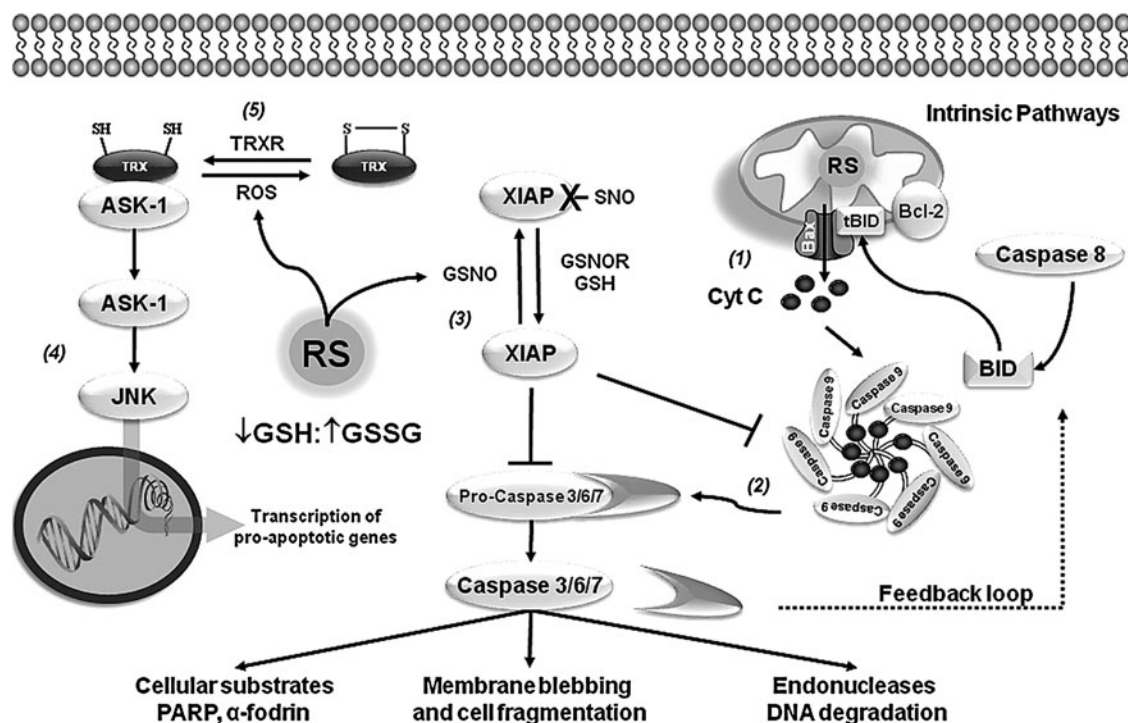 Intrinsic Pathways
(5)
SH
SH
TRXR
ROS
TRX
S
S
TRX
ASK-1
ASK-1
(4)
JNK
Transcription of
pro-apoptotic genes
RS
↓GSH:↑GSSG
GSNO
XIAP
X
SNO
GSNOR
GSH
(3)
XIAP
RS
Bax
tBID
Bcl-2
(1)
Cyt C
Caspase 8
BID
Caspase 9
Caspase 9
Caspase 9
Caspase 9
Caspase 9
Caspase 9
Caspase 9
(2)
Pro-Caspase 3/6/7
Caspase 3/6/7
Feedback loop
Cellular substrates
PARP, α-fodrin
Membrane blebbing
and cell fragmentation
Endonucleases
DNA degradation